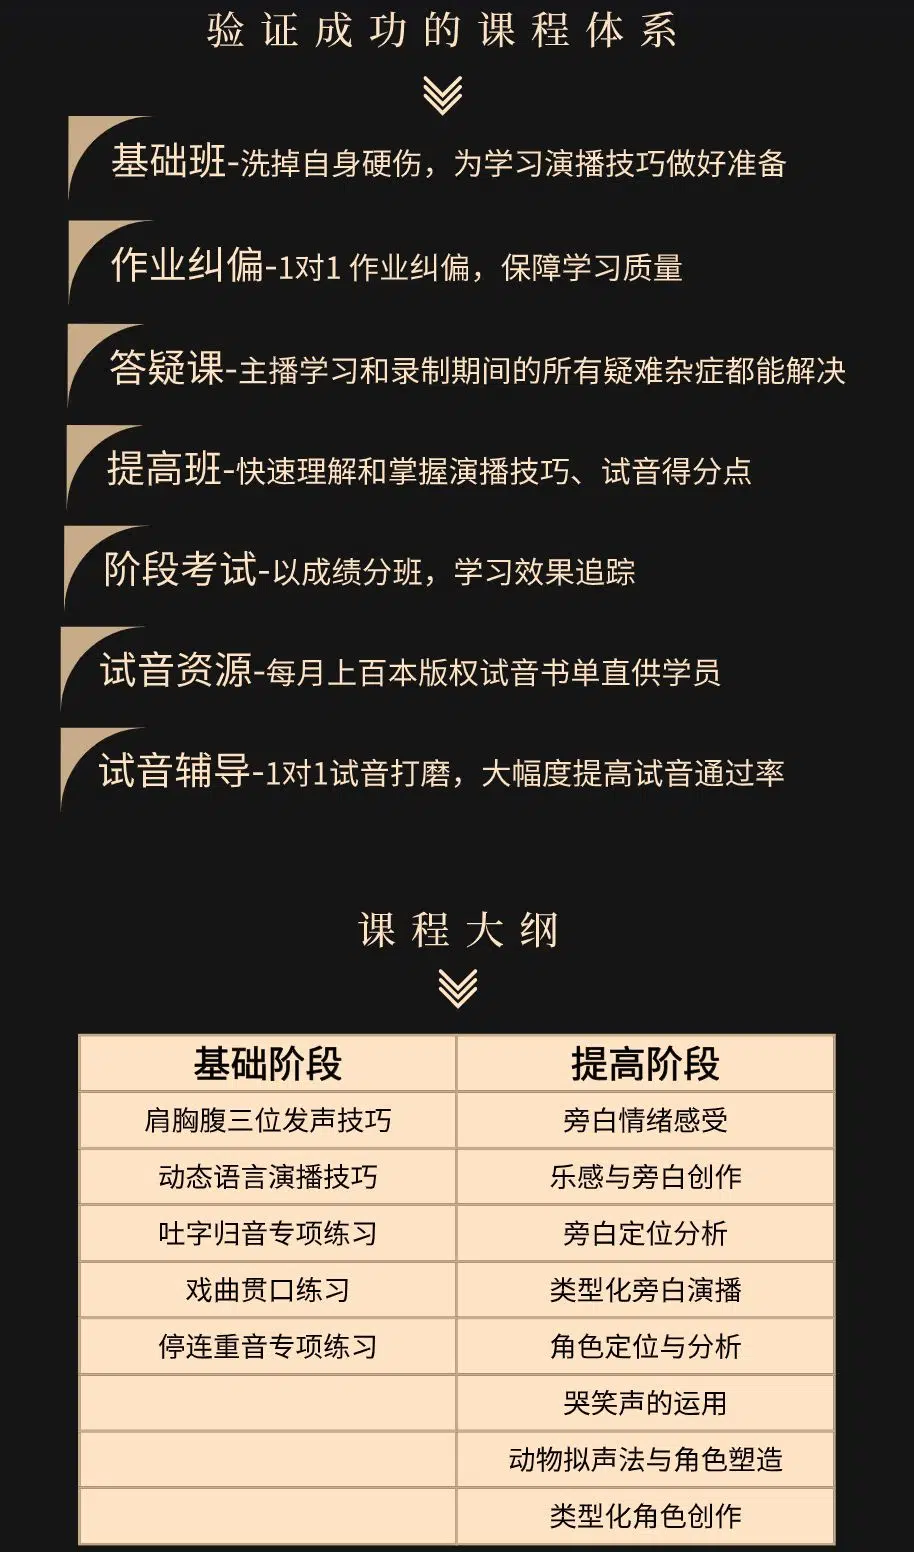 验证成功的课程体系
基础班-洗掉自身硬伤，为学习演播技巧做好准备
作业纠偏-1对1 作业纠偏，保障学习质量
答疑课-主播学习和录制期间的所有疑难杂症都能解决
提高班-快速理解和掌握演播技巧、试音得分点
阶段考试-以成绩分班，学习效果追踪
试音资源-每月上百本版权试音书单直供学员
试音辅导-1对1试音打磨，大幅度提高试音通过率
课程大纲
基础阶段 提高阶段
肩胸腹三位发声技巧 旁白情绪感受
动态语言演播技巧 乐感与旁白创作
吐字归音专项练习 旁白定位分析
戏曲贯口练习 类型化旁白演播
停连重音专项练习 角色定位与分析
哭笑声的运用
动物拟声法与角色塑造
类型化角色创作